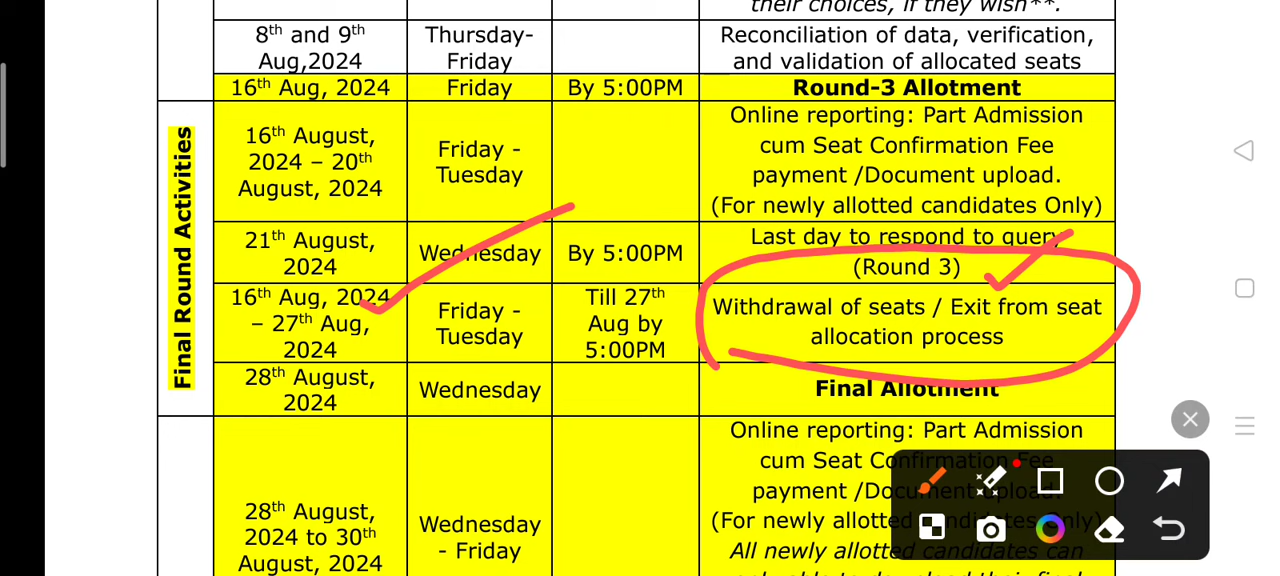 their choices, if they wish**.
8th and 9th
Aug,2024
Thursday-
Friday
Reconciliation of data, verification,
and validation of allocated seats
16th Aug, 2024
Friday
By 5:00PM
Round-3 Allotment
Final Round Activities
16th August,
2024 – 20th
August, 2024
Friday -
Tuesday
Online reporting: Part Admission
cum Seat Confirmation Fee
payment /Document upload.
(For newly allotted candidates Only)
21th August,
2024
Wednesday
By 5:00PM
Last day to respond to query
(Round 3)
16th Aug, 2024
– 27th Aug,
2024
Friday -
Tuesday
Till 27th
Aug by
5:00PM
Withdrawal of seats / Exit from seat
allocation process
28th August,
2024
Wednesday
Final Allotment
28th August,
2024 to 30th
August, 2024
Wednesday
- Friday
Online reporting: Part Admission
cum Seat Confirmation Fee
payment /Document upload.
(For newly allotted candidates Only)
All newly allotted candidates can